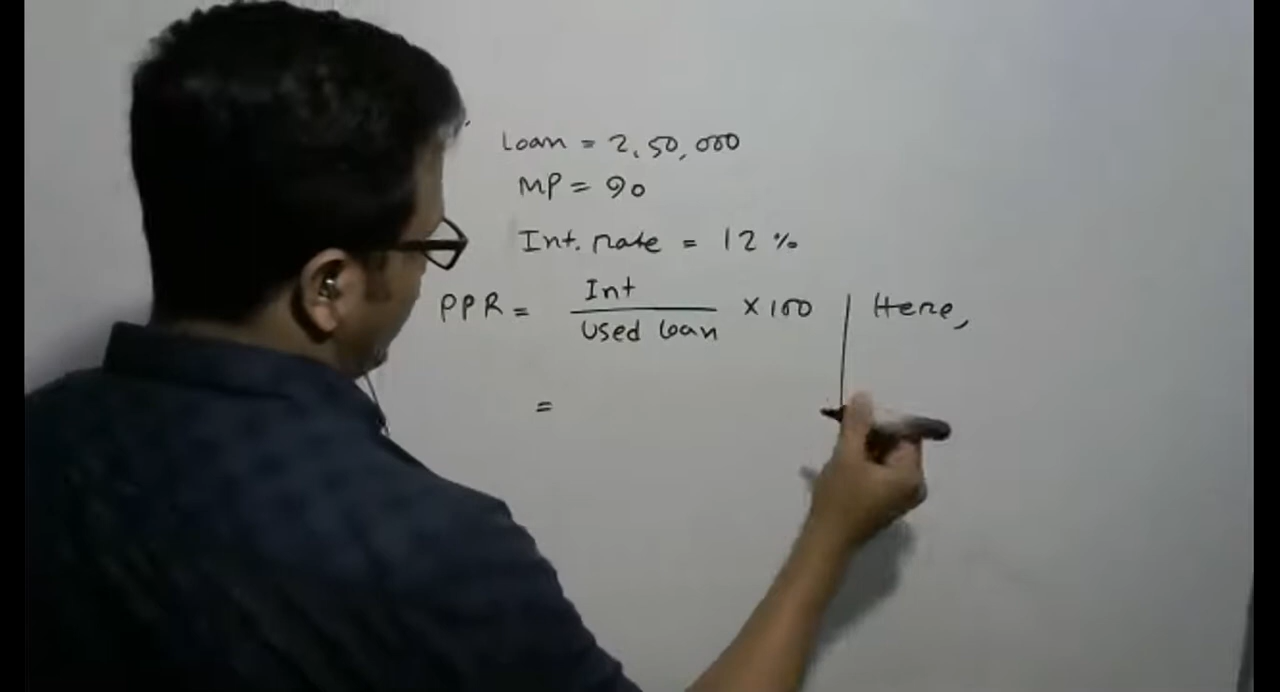 Loan = 2,50,000
MP = 90
Int. rate = 12 %
PPR = Int / Used loan × 100 | Here,
=